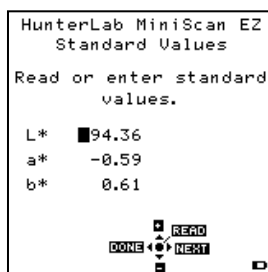 HunterLab MiniScan EZ
Standard Values
Read or enter standard
values.
L* 94.36
a* -0.59
b* 0.61
+ READ
DONE NEXT
-